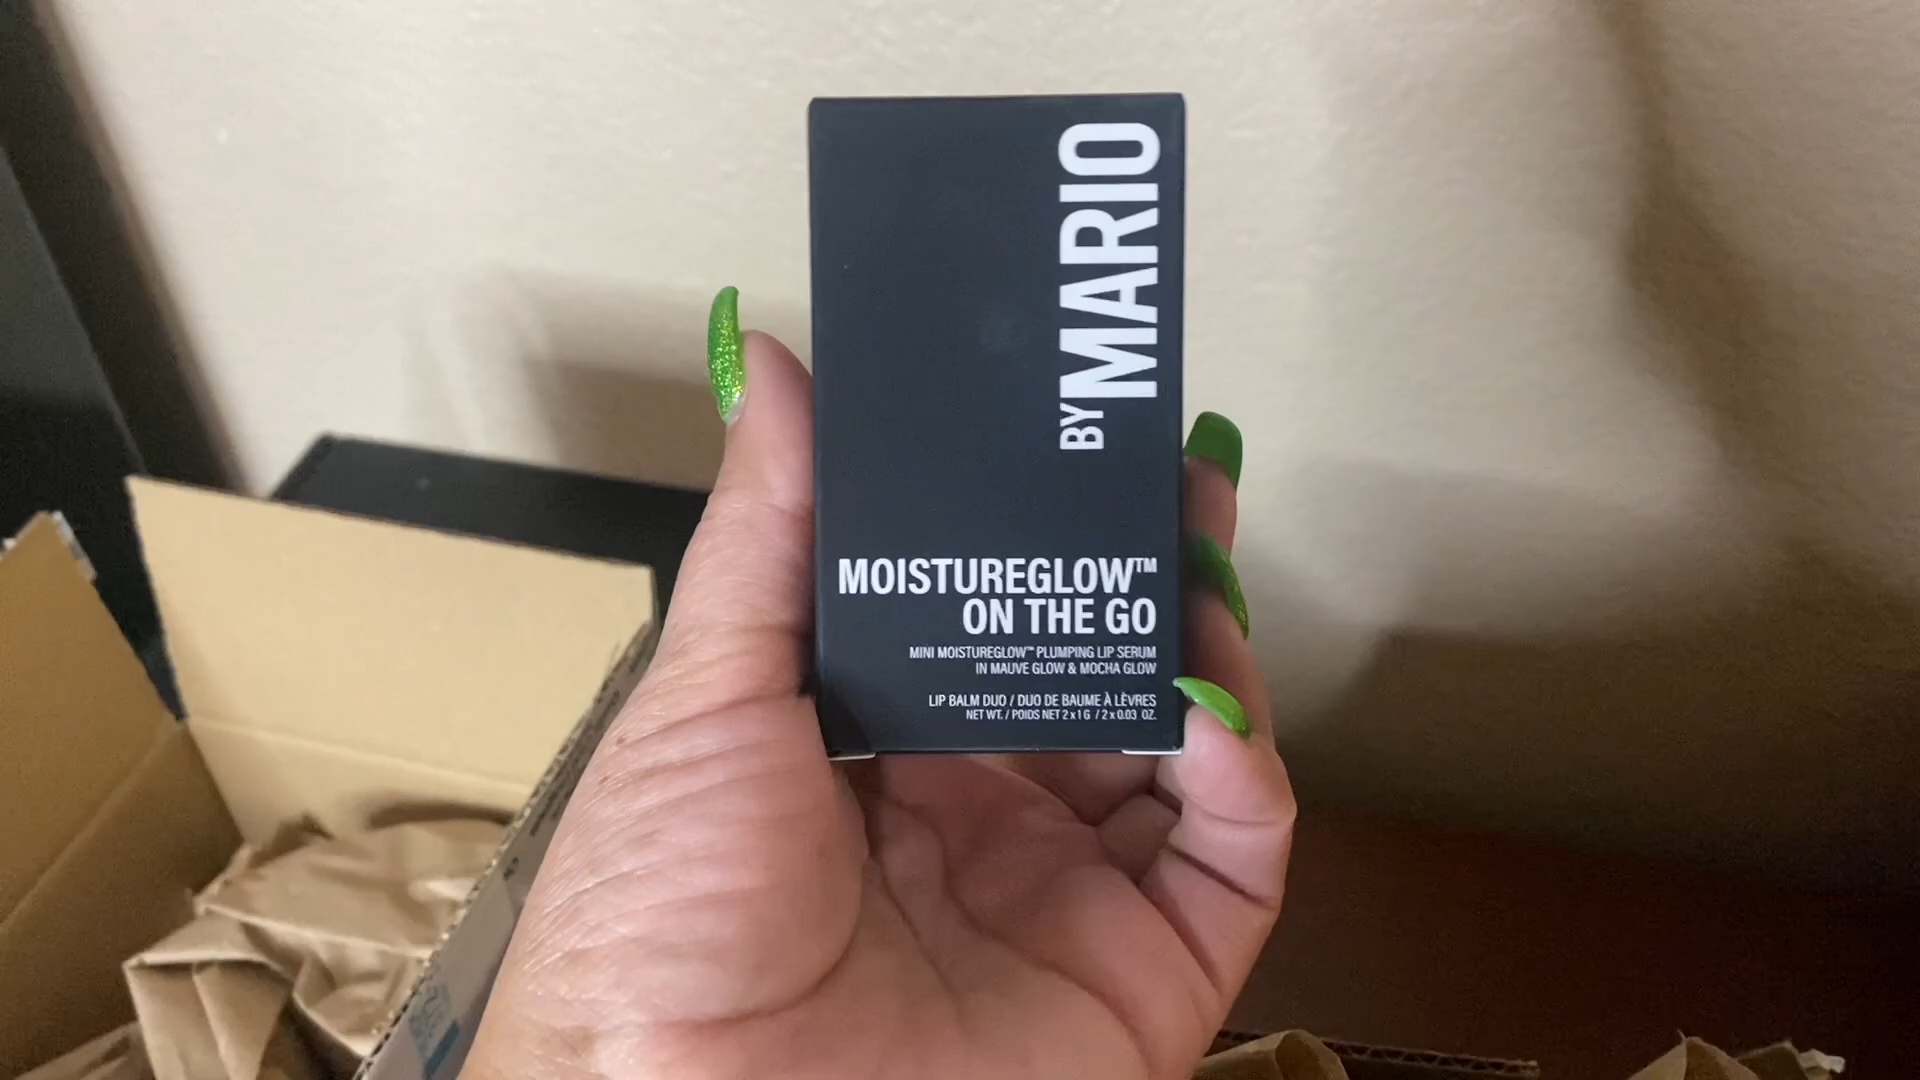 BY MARIO
MOISTUREGLOW™
ON THE GO
MINI MOISTUREGLOW™ PLUMPING LIP SERUM
IN MAUVE GLOW & MOCHA GLOW
LIP BALM DUO / DUO DE BAUME À LÈVRES
NET WT. / POIDS NET 2 x 1 G / 2 x 0.03 OZ.